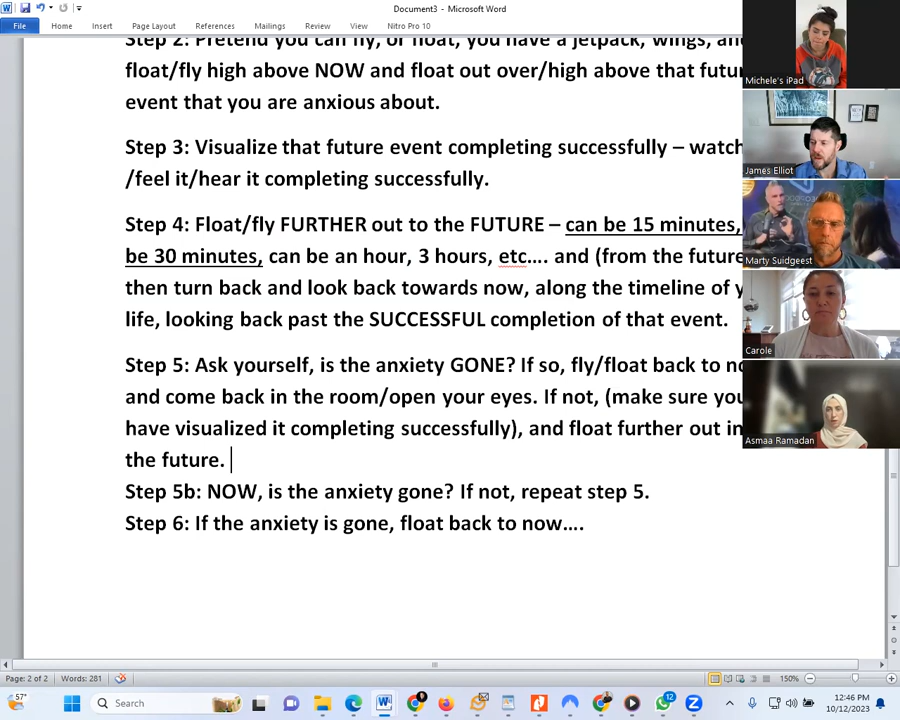 Document3 - Microsoft Word
File Home Insert Page Layout References Mailings Review View Nitro Pro 10
Step 2: Pretend you can fly, or float, you have a jetpack, wings, and
float/fly high above NOW and float out over/high above that futu
event that you are anxious about.
Step 3: Visualize that future event completing successfully – watch
/feel it/hear it completing successfully.
Step 4: Float/fly FURTHER out to the FUTURE – can be 15 minutes,
be 30 minutes, can be an hour, 3 hours, etc…. and (from the future
then turn back and look back towards now, along the timeline of y
life, looking back past the SUCCESSFUL completion of that event.
Step 5: Ask yourself, is the anxiety GONE? If so, fly/float back to no
and come back in the room/open your eyes. If not, (make sure you
have visualized it completing successfully), and float further out in
the future.
Step 5b: NOW, is the anxiety gone? If not, repeat step 5.
Step 6: If the anxiety is gone, float back to now….
Michele's iPad
James Elliot
Marty Suidgeest
Carole
Asmaa Ramadan
Page: 2 of 2 Words: 281 150%
57° Search 12 12:46 PM
10/12/2023